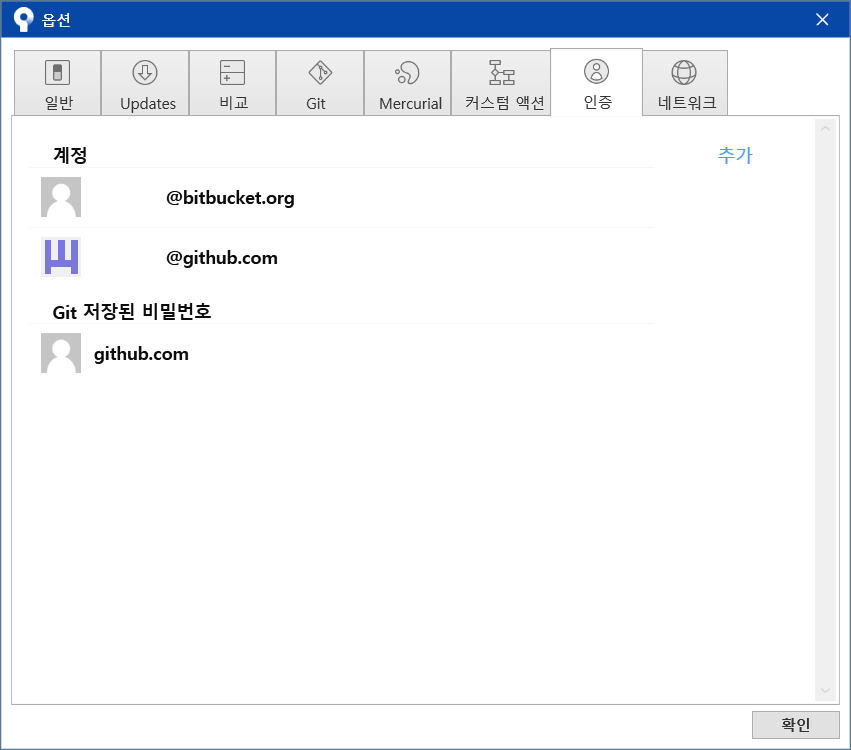 옵션
일반 Updates 비교 Git Mercurial 커스텀 액션 인증 네트워크
계정 추가
@bitbucket.org
@github.com
Git 저장된 비밀번호
github.com
확인